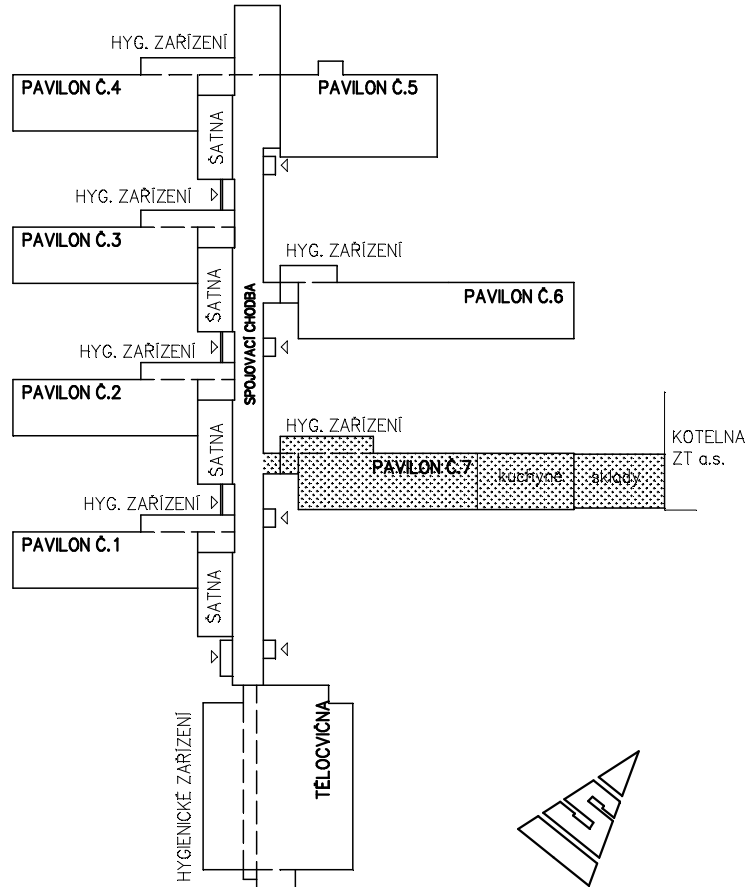 HYG. ZAŘÍZENÍ
PAVILON Č.4
PAVILON Č.5
ŠATNA
HYG. ZAŘÍZENÍ
PAVILON Č.3
HYG. ZAŘÍZENÍ
ŠATNA
PAVILON Č.6
SPOJOVACÍ CHODBA
HYG. ZAŘÍZENÍ
PAVILON Č.2
HYG. ZAŘÍZENÍ
ŠATNA
KOTELNA
ZT a.s.
PAVILON Č.7
kuchyně
sklady
HYG. ZAŘÍZENÍ
PAVILON Č.1
ŠATNA
HYGIENICKÉ ZAŘÍZENÍ
TĚLOCVIČNA